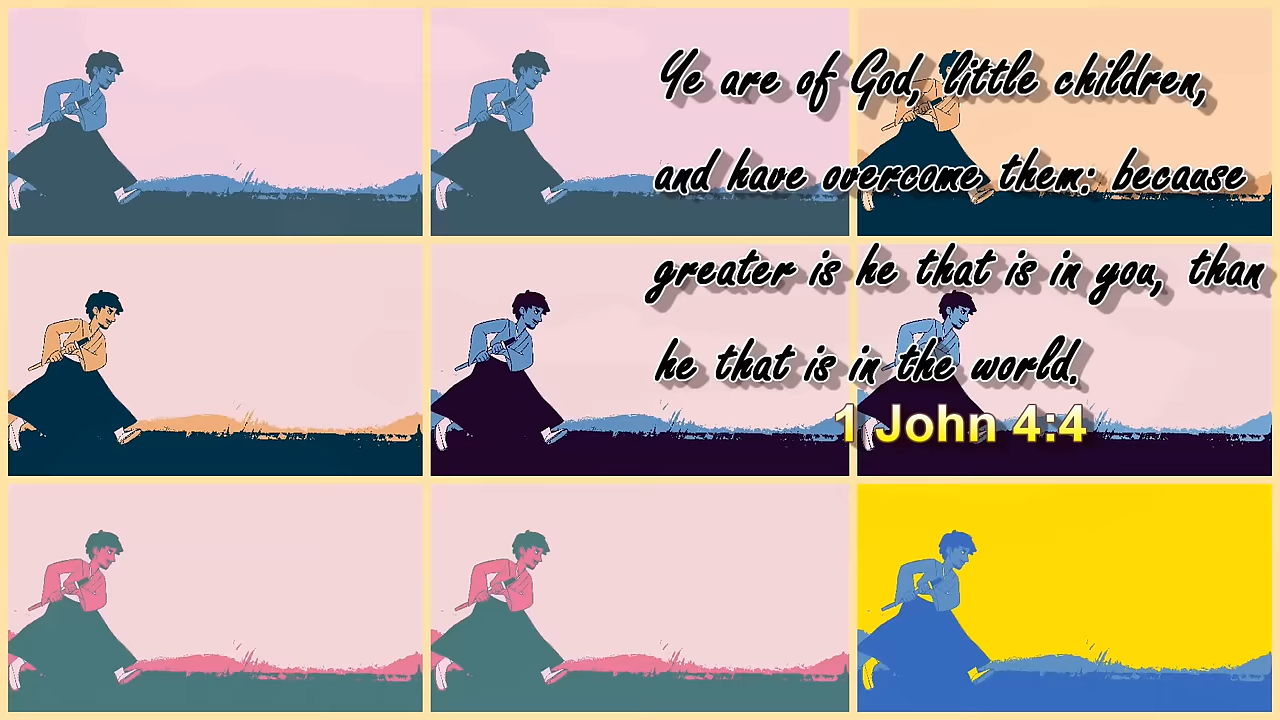 Ye are of God, little children,
and have overcome them: because
greater is he that is in you, than
he that is in the world.
1 John 4:4